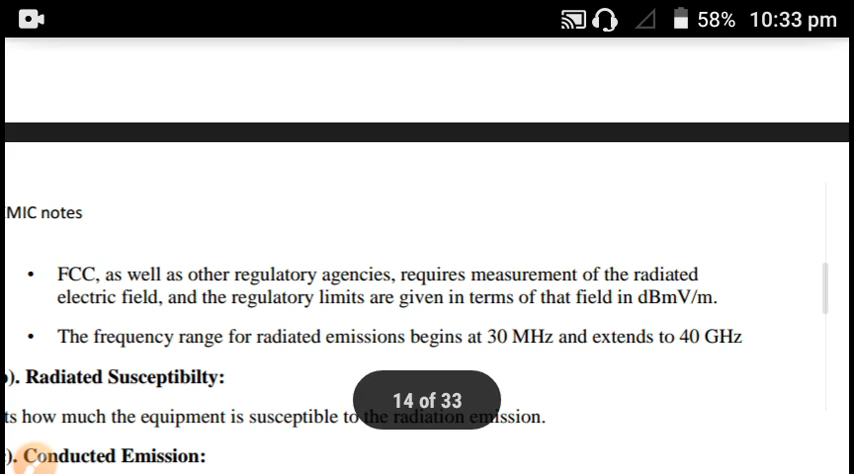 58% 10:33 pm
MIC notes
• FCC, as well as other regulatory agencies, requires measurement of the radiated
electric field, and the regulatory limits are given in terms of that field in dBmV/m.
• The frequency range for radiated emissions begins at 30 MHz and extends to 40 GHz
). Radiated Susceptibilty:
14 of 33
ts how much the equipment is susceptible to the radiation emission.
). Conducted Emission: